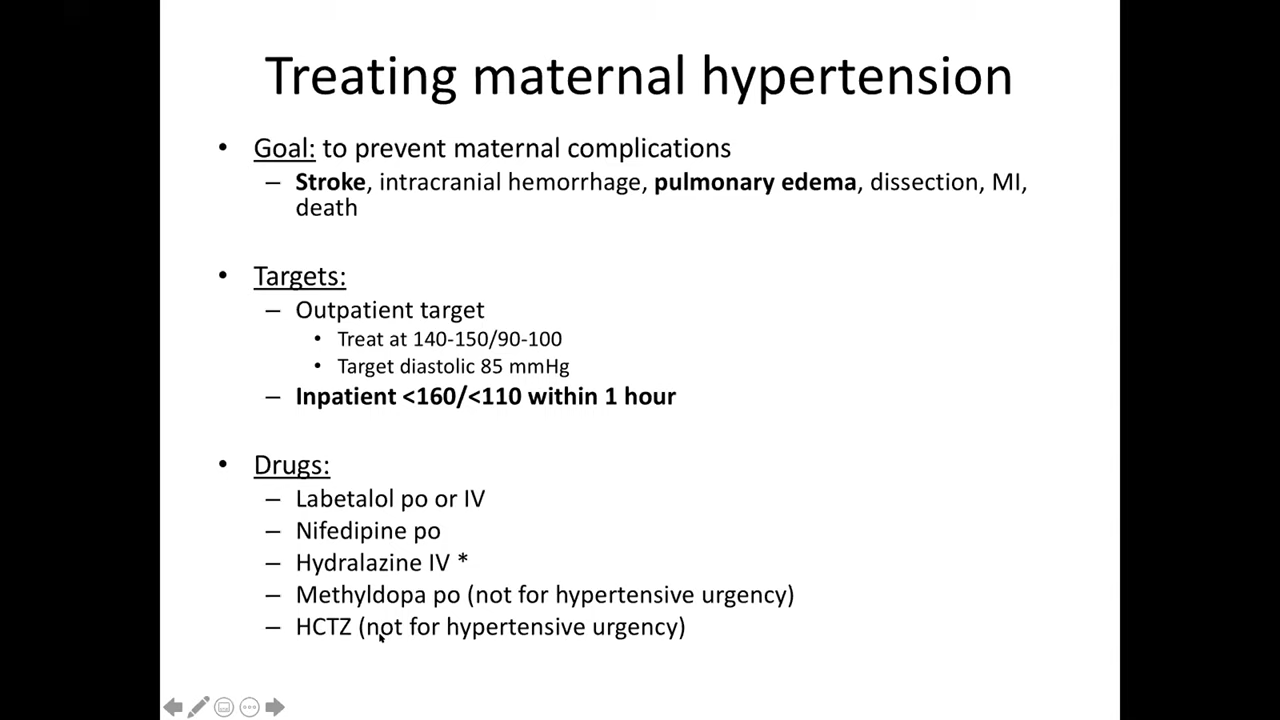 Treating maternal hypertension
• Goal: to prevent maternal complications
– Stroke, intracranial hemorrhage, pulmonary edema, dissection, MI,
death
• Targets:
– Outpatient target
• Treat at 140-150/90-100
• Target diastolic 85 mmHg
– Inpatient <160/<110 within 1 hour
• Drugs:
– Labetalol po or IV
– Nifedipine po
– Hydralazine IV *
– Methyldopa po (not for hypertensive urgency)
– HCTZ (not for hypertensive urgency)